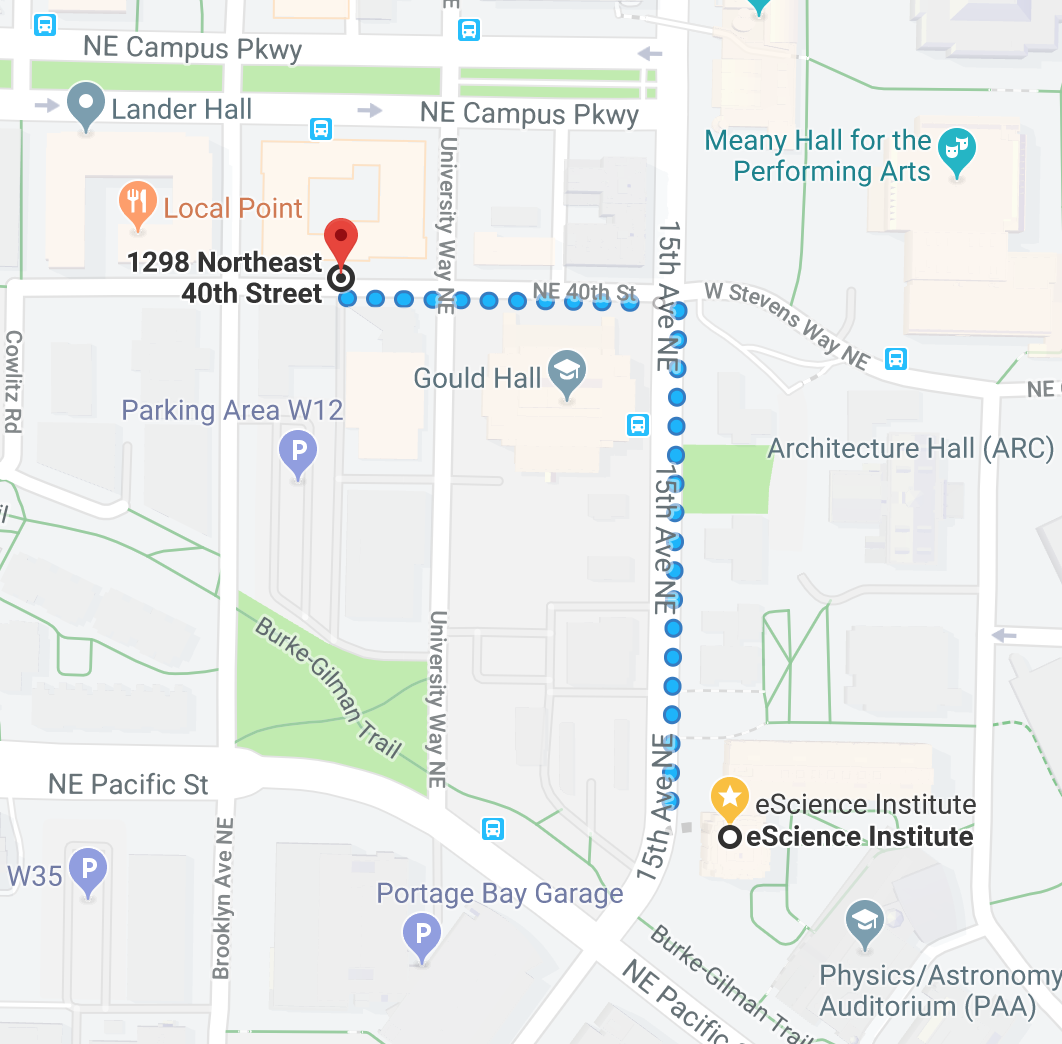 NE Campus Pkwy
NE Campus Pkwy
Lander Hall
Meany Hall for the
Performing Arts
University Way NE
Local Point
1298 Northeast
40th Street
NE 40th St
15th Ave NE
W Stevens Way NE
Cowlitz Rd
Gould Hall
NE
Parking Area W12
P
Architecture Hall (ARC)
15th Ave NE
Burke-Gilman Trail
University Way NE
15th Ave NE
NE Pacific St
eScience Institute
eScience Institute
W35
P
Brooklyn Ave NE
Portage Bay Garage
P
Burke-Gilman Trail
NE Pacific
Physics/Astronomy
Auditorium (PAA)